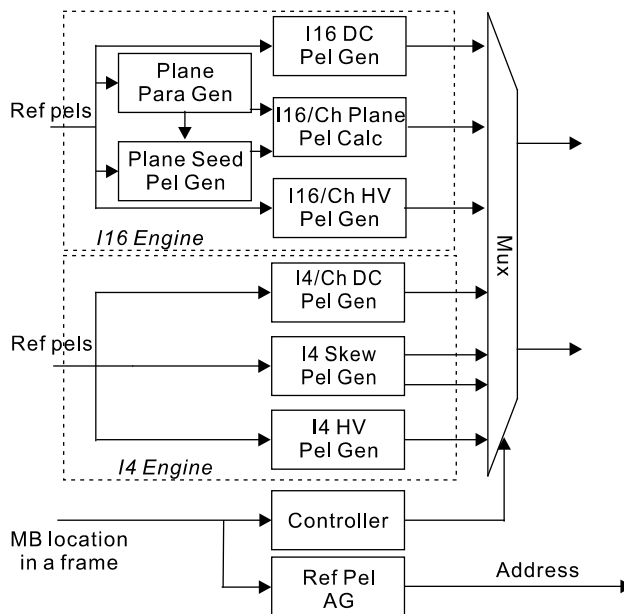 I16 DC
Pel Gen
Plane
Para Gen
Ref pels
I16/Ch Plane
Pel Calc
Plane Seed
Pel Gen
I16/Ch HV
Pel Gen
I16 Engine
Mux
I4/Ch DC
Pel Gen
Ref pels
I4 Skew
Pel Gen
I4 HV
Pel Gen
I4 Engine
MB location
in a frame
Controller
Ref Pel
AG
Address